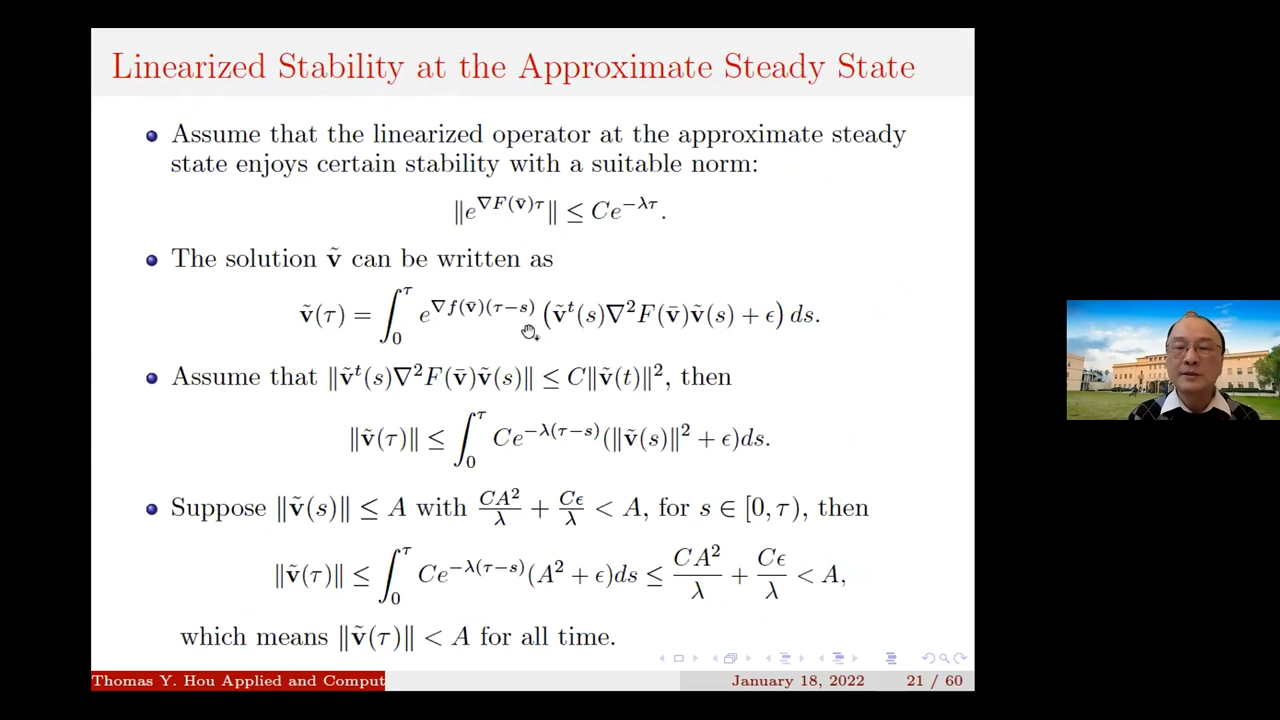 Linearized Stability at the Approximate Steady State
Assume that the linearized operator at the approximate steady
state enjoys certain stability with a suitable norm:
‖e^{∇F(v̄)τ}‖ ≤ Ce^{−λτ}.
The solution ṽ can be written as
ṽ(τ) = ∫_0^τ e^{∇f(v̄)(τ−s)} (ṽ^t(s)∇²F(v̄)ṽ(s) + ϵ) ds.
Assume that ‖ṽ^t(s)∇²F(v̄)ṽ(s)‖ ≤ C‖ṽ(t)‖², then
‖ṽ(τ)‖ ≤ ∫_0^τ Ce^{−λ(τ−s)}(‖ṽ(s)‖² + ϵ)ds.
Suppose ‖ṽ(s)‖ ≤ A with CA²/λ + Cϵ/λ < A, for s ∈ [0, τ), then
‖ṽ(τ)‖ ≤ ∫_0^τ Ce^{−λ(τ−s)}(A² + ϵ)ds ≤ CA²/λ + Cϵ/λ < A,
which means ‖ṽ(τ)‖ < A for all time.
Thomas Y. Hou Applied and Comput
January 18, 2022
21 / 60